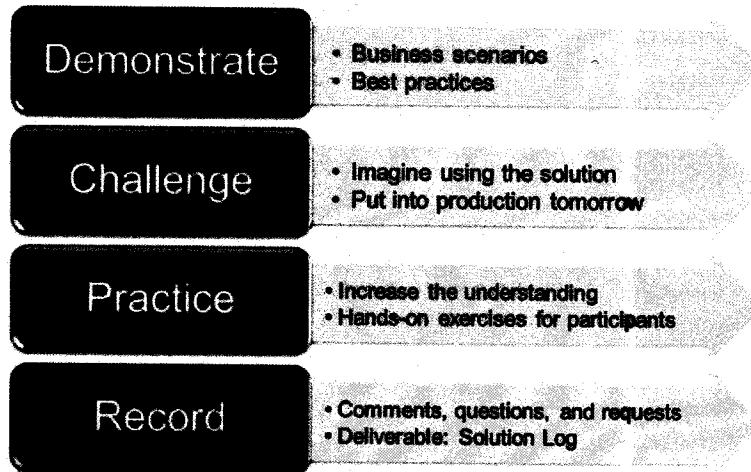 Demonstrate
• Business scenarios
• Best practices
Challenge
• Imagine using the solution
• Put into production tomorrow
Practice
• Increase the understanding
• Hands-on exercises for participants
Record
• Comments, questions, and requests
• Deliverable: Solution Log